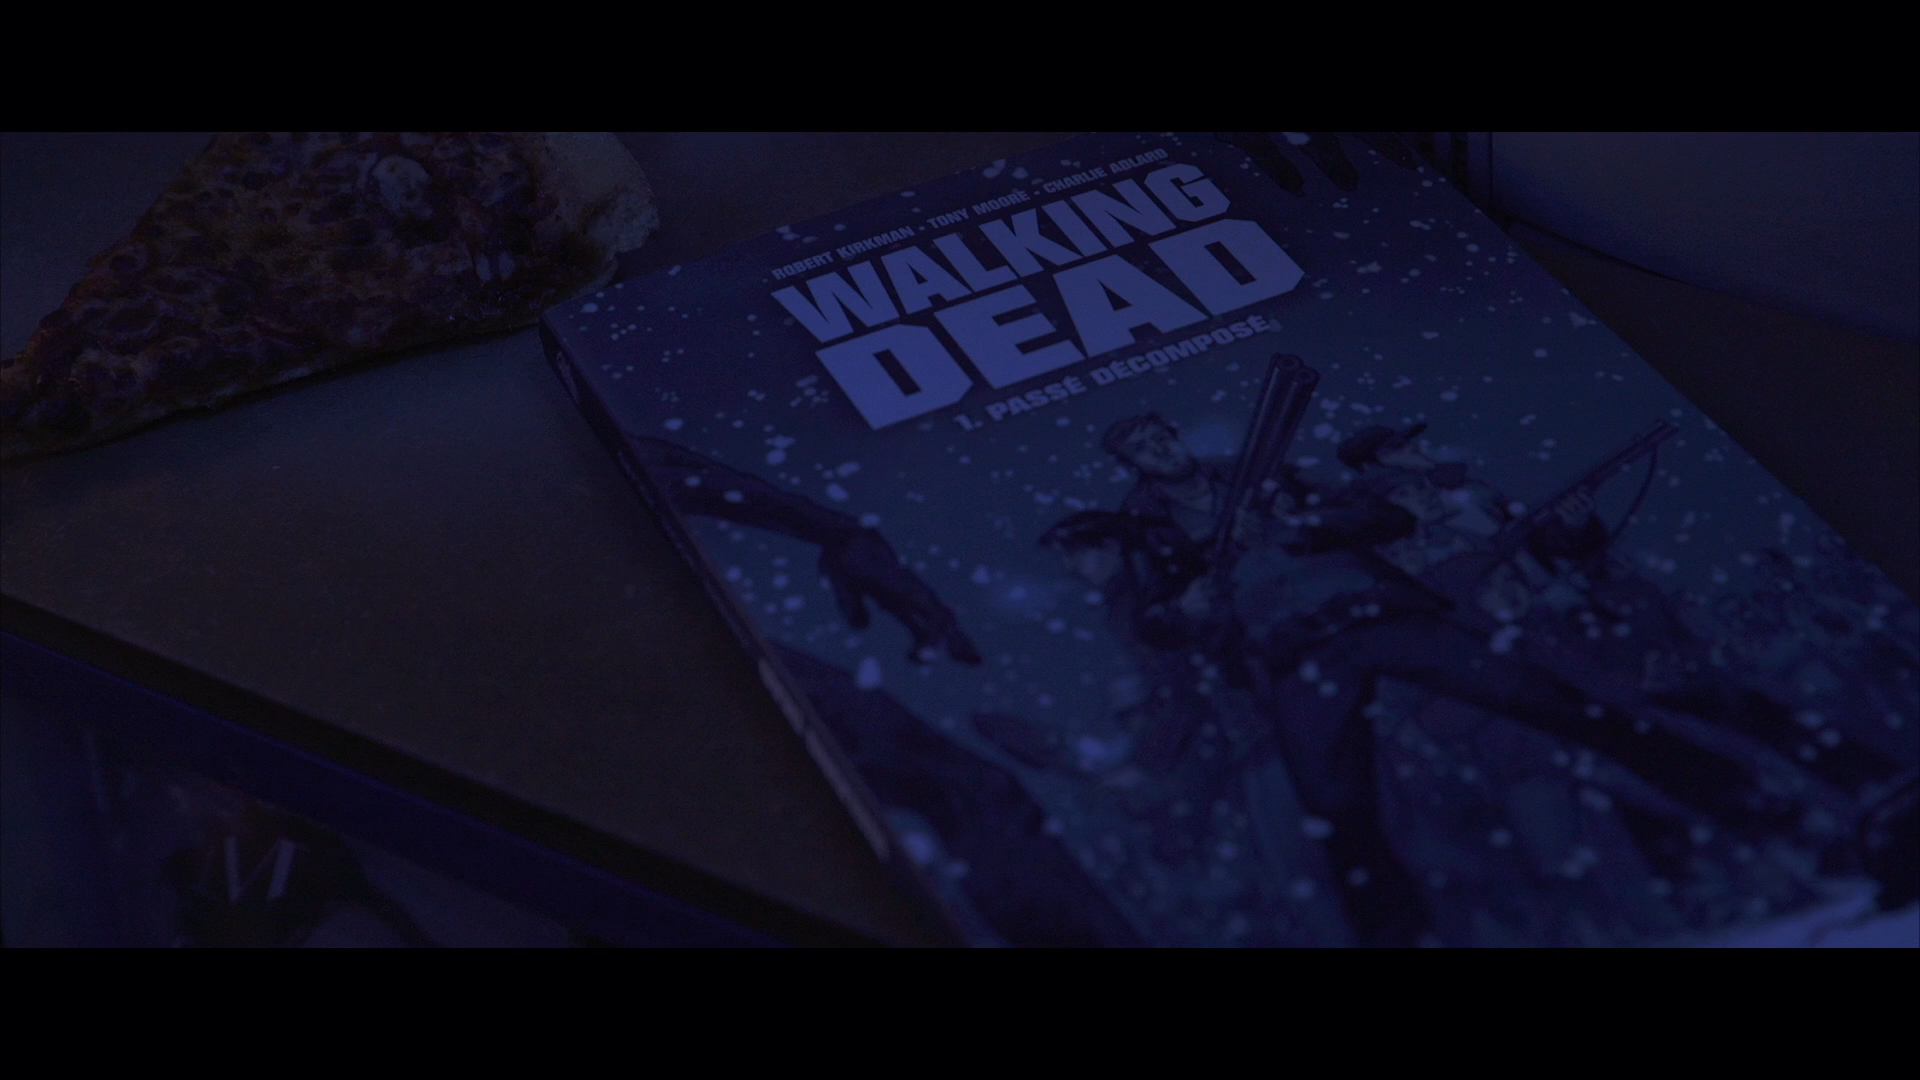 ROBERT KIRKMAN • TONY MOORE • CHARLIE ADLARD
WALKING
DEAD
1. PASSÉ DÉCOMPOSÉ